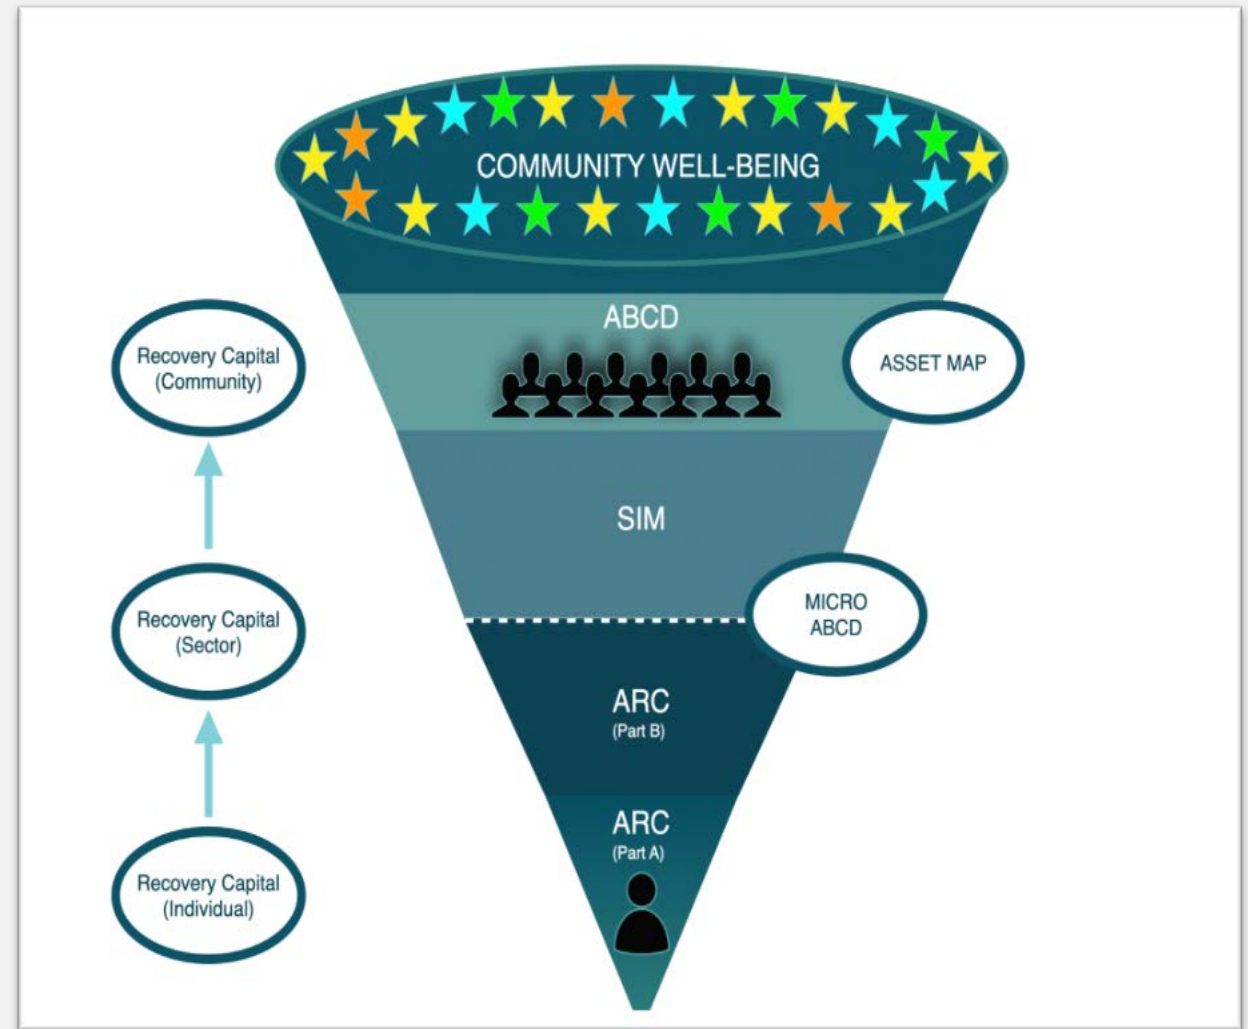 COMMUNITY WELL-BEING
ABCD
Recovery Capital
(Community)
ASSET MAP
SIM
Recovery Capital
(Sector)
MICRO
ABCD
ARC
(Part B)
ARC
(Part A)
Recovery Capital
(Individual)